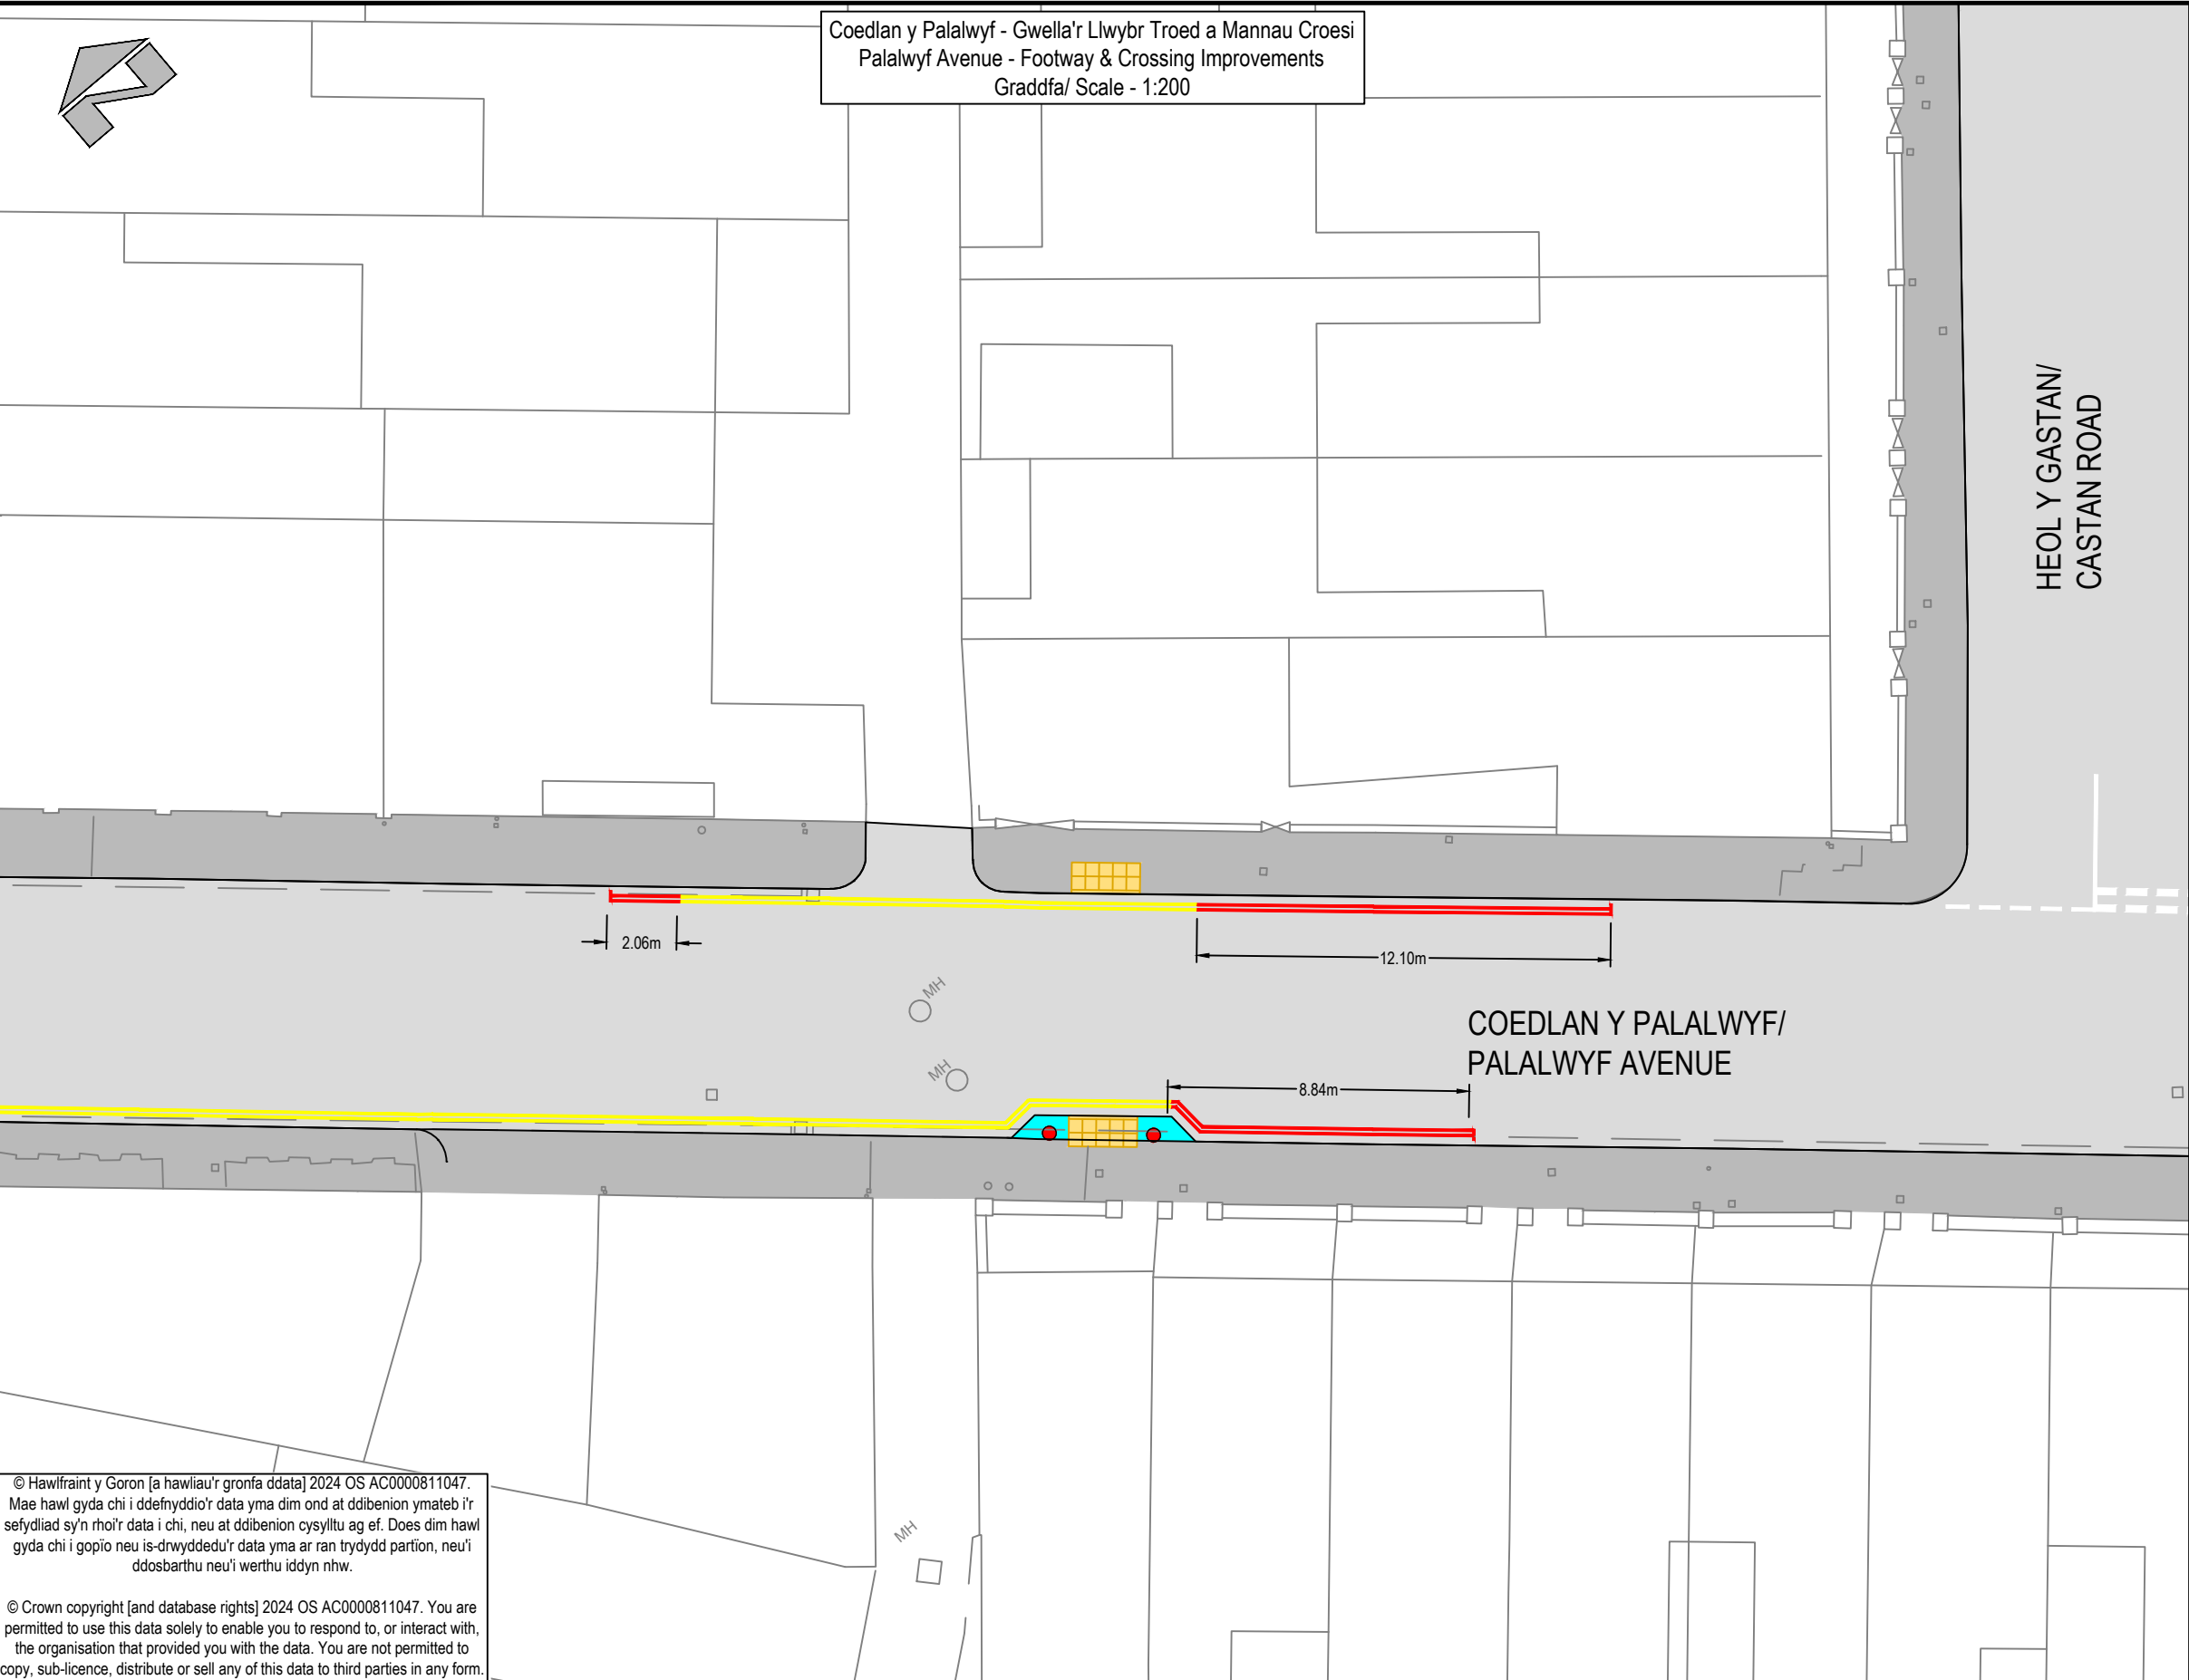 Coedlan y Palalwyf - Gwella'r Llwybr Troed a Mannau Croesi
Palalwyf Avenue - Footway & Crossing Improvements
Graddfa/ Scale - 1:200
HEOL Y GASTAN/
CASTAN ROAD
2.06m
12.10m
MH
COEDLAN Y PALALWYF/
PALALWYF AVENUE
MH
8.84m
© Hawlfraint y Goron [a hawliau'r gronfa ddata] 2024 OS AC0000811047.
Mae hawl gyda chi i ddefnyddio'r data yma dim ond at ddibenion ymateb i'r
sefydliad sy'n rhoi'r data i chi, neu at ddibenion cysylltu ag ef. Does dim hawl
gyda chi i gopïo neu is-drwyddedu'r data yma ar ran trydydd partïon, neu'i
ddosbarthu neu'i werthu iddyn nhw.
MH
© Crown copyright [and database rights] 2024 OS AC0000811047. You are
permitted to use this data solely to enable you to respond to, or interact with,
the organisation that provided you with the data. You are not permitted to
copy, sub-licence, distribute or sell any of this data to third parties in any form.